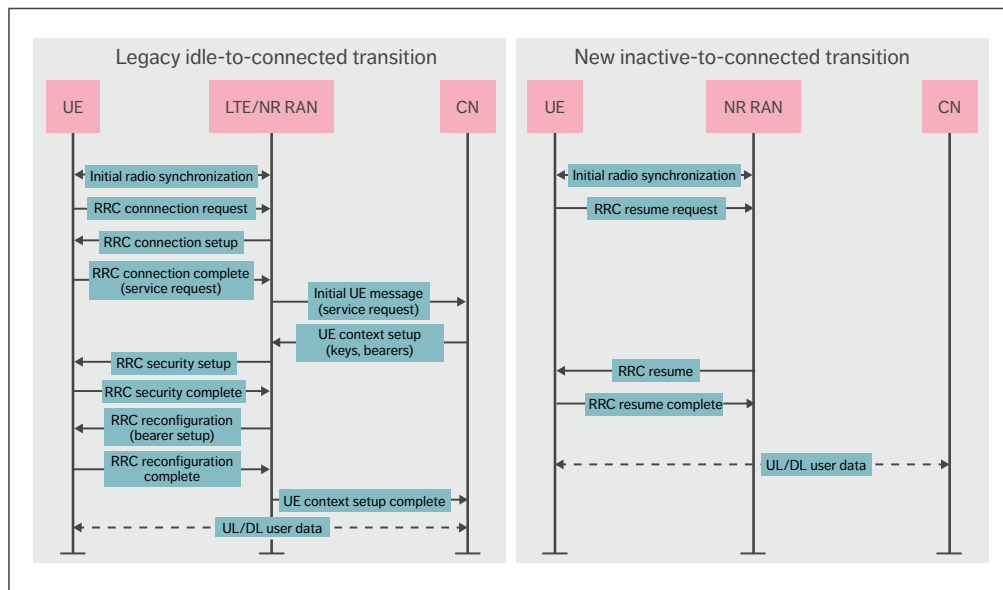 Legacy idle-to-connected transition
UE
LTE/NR RAN
CN
Initial radio synchronization
RRC connnection request
RRC connection setup
RRC connection complete
(service request)
Initial UE message
(service request)
UE context setup
(keys, bearers)
RRC security setup
RRC security complete
RRC reconfiguration
(bearer setup)
RRC reconfiguration
complete
UE context setup complete
UL/DL user data
New inactive-to-connected transition
UE
NR RAN
CN
Initial radio synchronization
RRC resume request
RRC resume
RRC resume complete
UL/DL user data